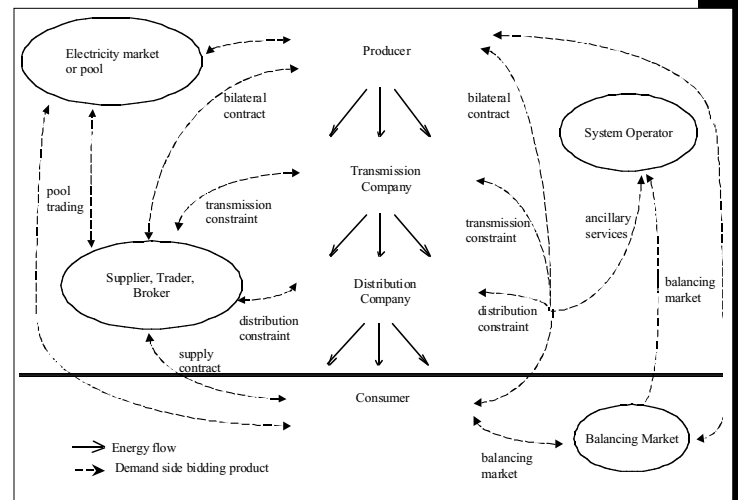 Electricity market
or pool
Producer
bilateral
contract
bilateral
contract
System Operator
pool
trading
Transmission
Company
transmission
constraint
transmission
constraint
ancillary
services
Supplier, Trader,
Broker
Distribution
Company
balancing
market
distribution
constraint
distribution
constraint
supply
contract
Consumer
Balancing Market
Energy flow
Demand side bidding product
balancing
market